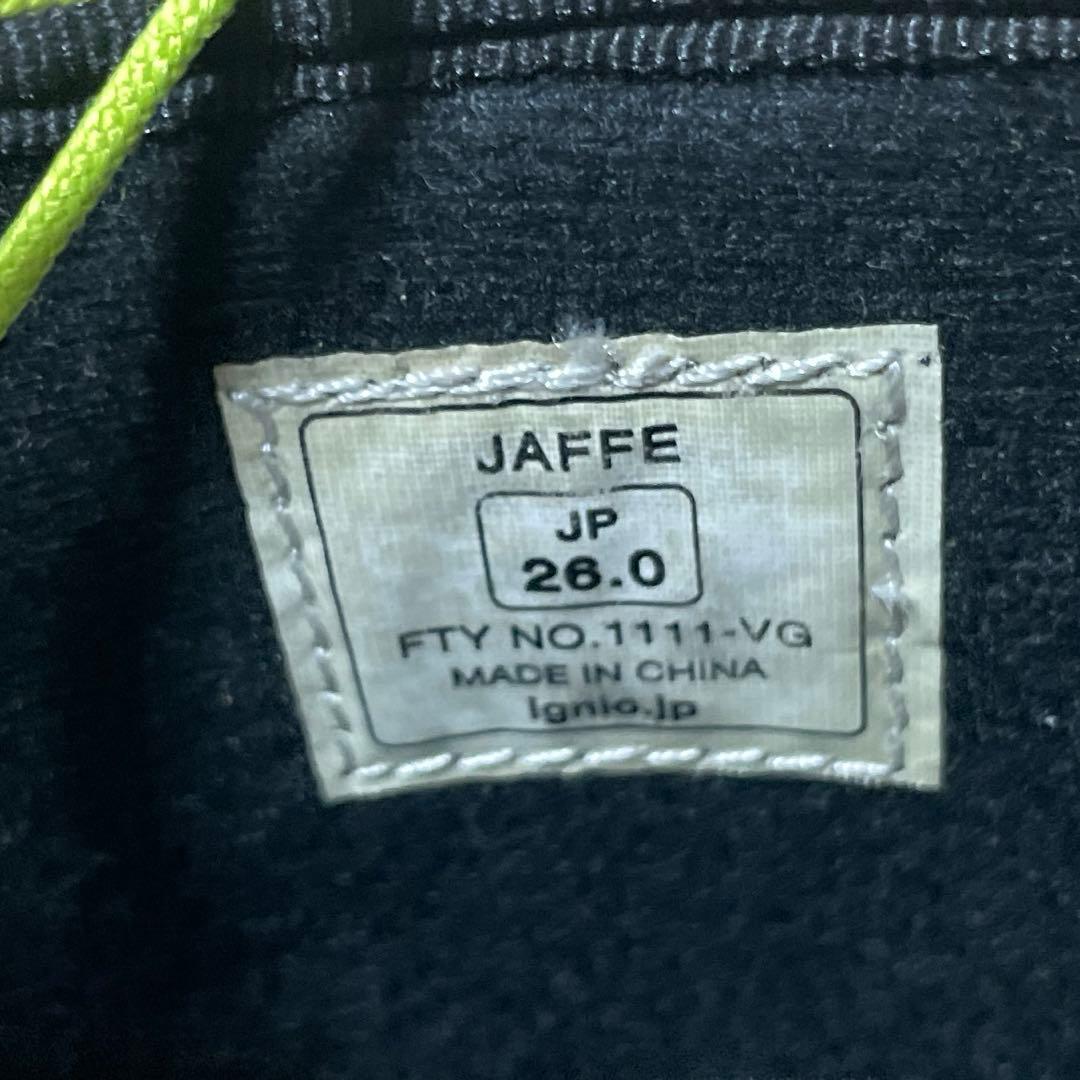 JAFFE
JP
26.0
FTY NO.1111-VG
MADE IN CHINA
Ignio.jp